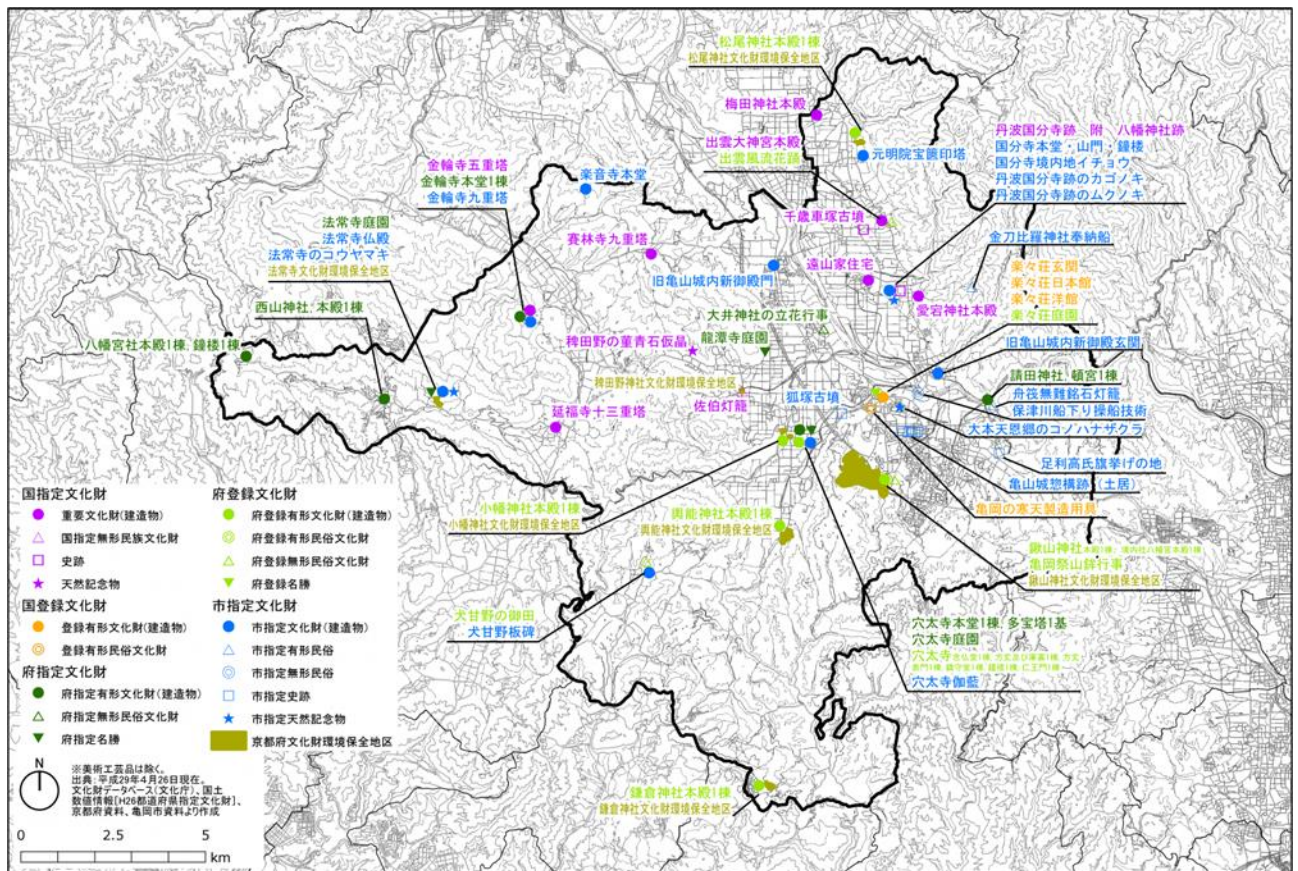 松尾神社本殿1棟
松尾神社文化財環境保全地区
梅田神社本殿
出雲大神宮本殿
出雲風流花踊
元明院宝篋印塔
丹波国分寺跡 附 八幡神社跡
国分寺本堂・山門・鐘楼
国分寺境内地イチョウ
丹波国分寺跡のカゴノキ
丹波国分寺跡のムクノキ
金輪寺五重塔
金輪寺本堂1棟
金輪寺九重塔
楽音寺本堂
千歳車塚古墳
金刀比羅神社奉納船
法常寺庭園
法常寺仏殿
法常寺のコウヤマキ
法常寺文化財環境保全地区
賽林寺九重塔
旧亀山城内新御殿門
遠山家住宅
愛宕神社本殿
楽々荘玄関
楽々荘日本館
楽々荘洋館
楽々荘庭園
西山神社, 本殿1棟
大井神社の立花行事
龍潭寺庭園
八幡宮社本殿1棟, 鐘楼1棟
稗田野の菫青石仮晶
旧亀山城内新御殿玄関
請田神社, 頓宮1棟
稗田野神社文化財環境保全地区
佐伯灯籠
狐塚古墳
舟筏無難銘石灯籠
保津川船下り操船技術
大本天恩郷のコノハナザクラ
延福寺十三重塔
足利高氏旗挙げの地
亀山城惣構跡（土居）
亀岡の寒天製造用具
小幡神社本殿1棟
小幡神社文化財環境保全地区
與能神社本殿1棟
與能神社文化財環境保全地区
鍬山神社 本殿1棟, 境内社八幡宮本殿1棟
亀岡祭山鉾行事
鍬山神社文化財環境保全地区
犬甘野の御田
犬甘野板碑
穴太寺本堂1棟, 多宝塔1基
穴太寺庭園
穴太寺
穴太寺伽藍
鎌倉神社本殿1棟
鎌倉神社文化財環境保全地区
国指定文化財
重要文化財(建造物)
国指定無形民族文化財
史跡
天然記念物
国登録文化財
登録有形文化財(建造物)
登録有形民俗文化財
府指定文化財
府指定有形文化財(建造物)
府指定無形民俗文化財
府指定名勝
府登録文化財
府登録有形文化財(建造物)
府登録有形民俗文化財
府登録無形民俗文化財
府登録名勝
市指定文化財
市指定文化財(建造物)
市指定有形民俗
市指定無形民俗
市指定史跡
市指定天然記念物
京都府文化財環境保全地区
N
※美術工芸品は除く。
出典：平成29年4月26日現在。
文化財データベース(文化庁)、国土
数値情報[H26都道府県指定文化財]、
京都府資料、亀岡市資料より作成
0 2.5 5
km